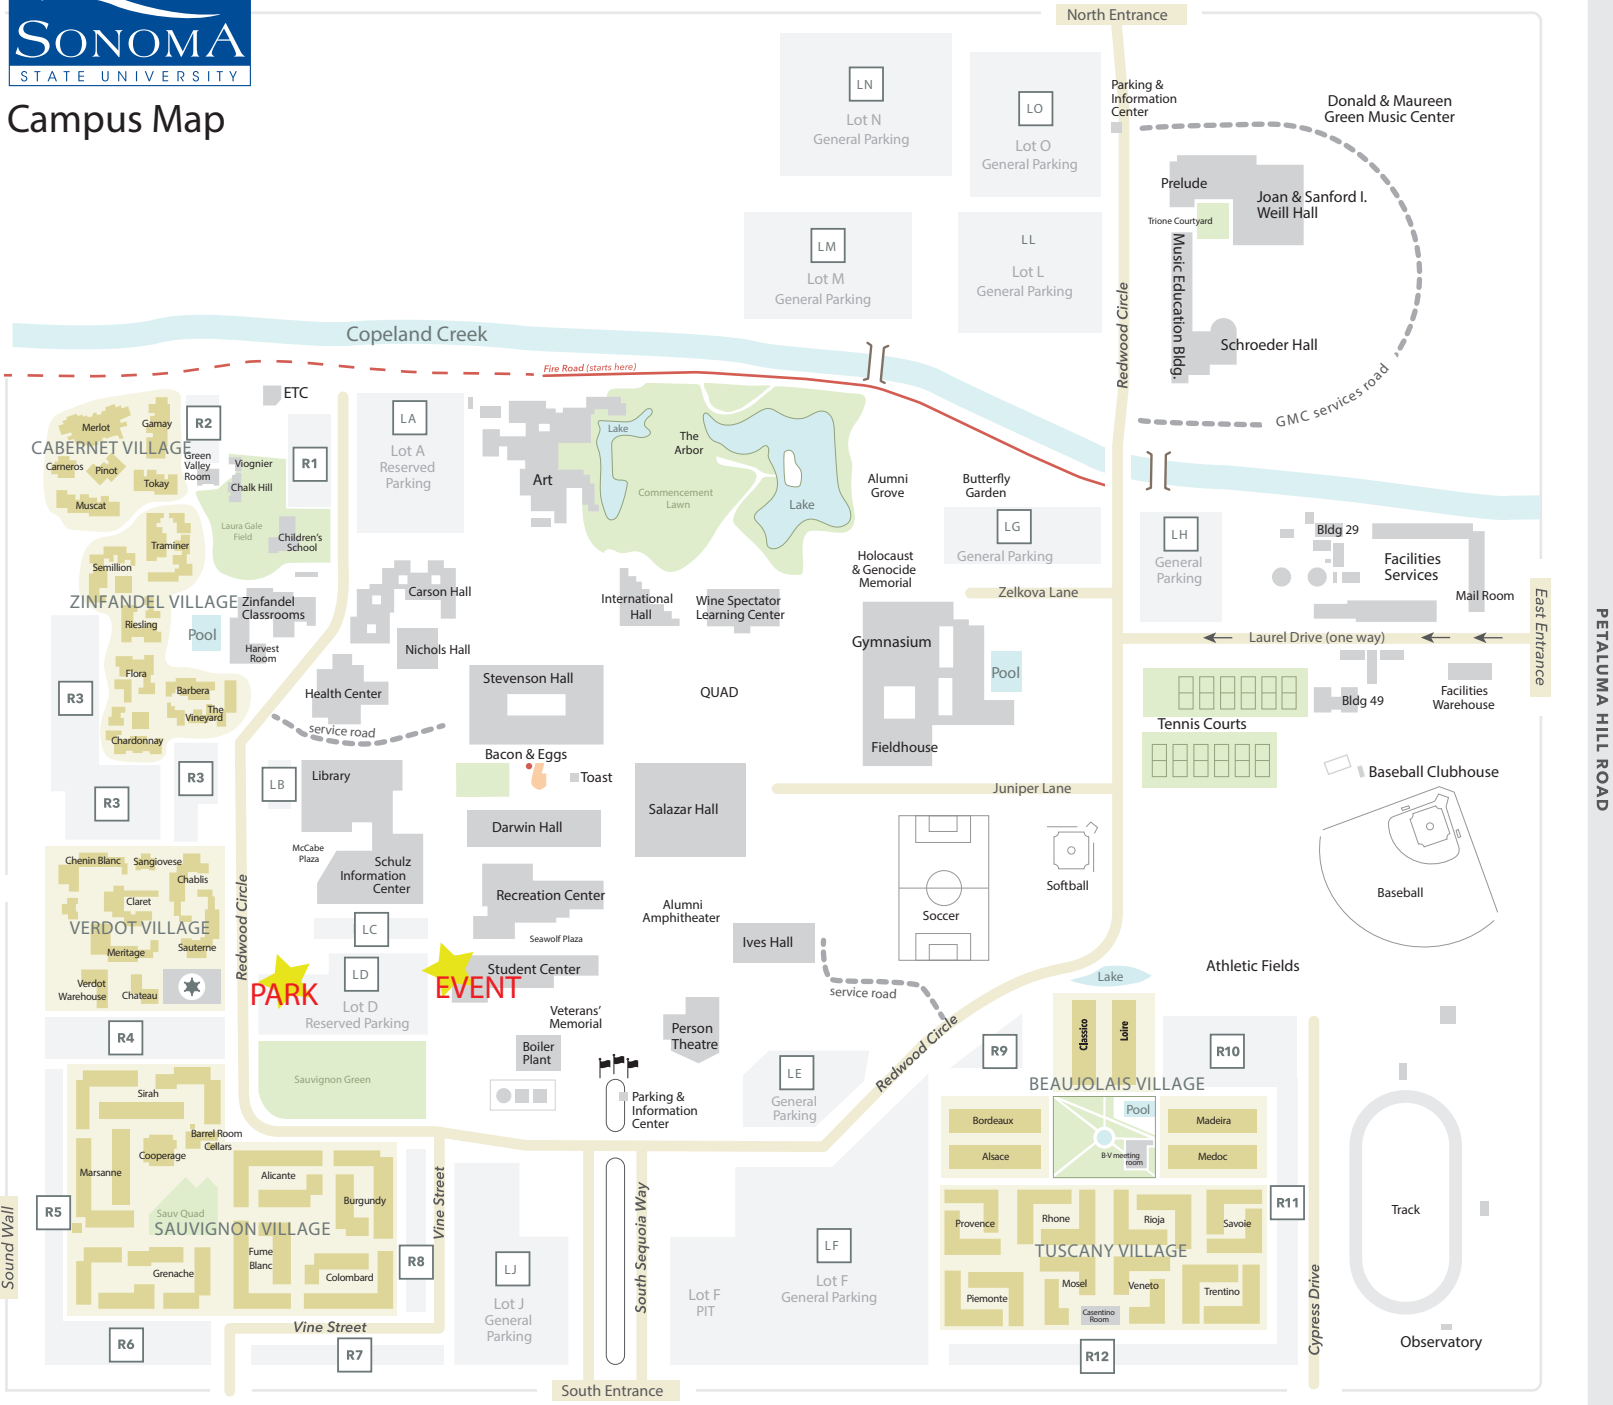 SONOMA
STATE UNIVERSITY
Campus Map
North Entrance
LN
Lot N
General Parking
LO
Lot O
General Parking
Parking &
Information
Center
Donald & Maureen
Green Music Center
Prelude
Joan & Sanford I.
Weill Hall
Trione Courtyard
Music Education Bldg.
Schroeder Hall
GMC services road
LM
Lot M
General Parking
LL
Lot L
General Parking
Redwood Circle
Copeland Creek
Fire Road (starts here)
ETC
Merlot
Gamay
CABERNET VILLAGE
Carneros
Pinot
Tokay
Muscat
R2
Green
Valley
Room
Viognier
Chalk Hill
R1
Laura Gale
Field
Children's
School
LA
Lot A
Reserved
Parking
Art
Lake
The
Arbor
Commencement
Lawn
Lake
Alumni
Grove
Butterfly
Garden
LG
General Parking
LH
General
Parking
Bldg 29
Facilities
Services
Mail Room
East Entrance
PETALUMA HILL ROAD
Traminer
Semillion
ZINFANDEL VILLAGE
Zinfandel
Classrooms
Riesling
Pool
Harvest
Room
Flora
Barbera
The
Vineyard
Chardonnay
R3
R3
R3
Carson Hall
Nichols Hall
Health Center
service road
International
Hall
Wine Spectator
Learning Center
Holocaust
& Genocide
Memorial
Zelkova Lane
Gymnasium
Pool
Fieldhouse
Laurel Drive (one way)
Tennis Courts
Bldg 49
Facilities
Warehouse
Stevenson Hall
QUAD
Bacon & Eggs
Toast
LB
Library
Darwin Hall
Salazar Hall
Juniper Lane
Baseball Clubhouse
Baseball
Softball
Soccer
McCabe
Plaza
Schulz
Information
Center
Recreation Center
Alumni
Amphitheater
Seawolf Plaza
Ives Hall
Chenin Blanc
Sangiovese
Chablis
Claret
VERDOT VILLAGE
Meritage
Sauterne
Verdot
Warehouse
Chateau
Redwood Circle
LC
LD
PARK
Lot D
Reserved Parking
EVENT
Student Center
service road
Lake
Athletic Fields
R4
Veterans'
Memorial
Boiler
Plant
Person
Theatre
Sauvignon Green
Parking &
Information
Center
LE
General
Parking
Redwood Circle
R9
Classico
Loire
R10
BEAUJOLAIS VILLAGE
Bordeaux
Pool
Madeira
Alsace
B-V meeting
room
Medoc
Sirah
Barrel Room
Cellars
Cooperage
Marsanne
Alicante
Burgundy
Sauv Quad
SAUVIGNON VILLAGE
Fume
Blanc
Grenache
Colombard
R5
Sound Wall
R8
Vine Street
Vine Street
R6
R7
LJ
Lot J
General
Parking
South Sequoia Way
Lot F
PIT
LF
Lot F
General Parking
R11
Provence
Rhone
Rioja
Savoie
TUSCANY VILLAGE
Mosel
Veneto
Piemonte
Trentino
Casentino
Room
R12
Cypress Drive
Track
Observatory
South Entrance